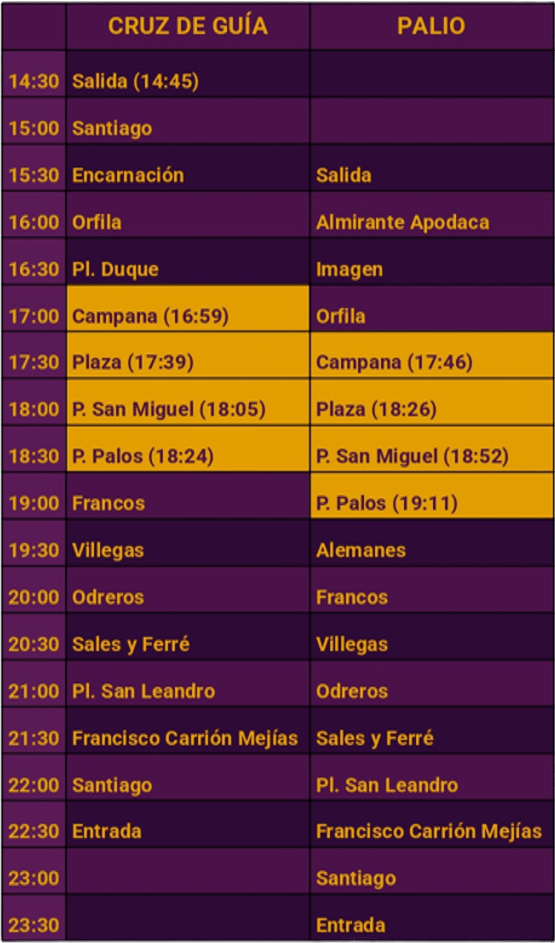 CRUZ DE GUÍA PALIO
14:30 Salida (14:45)
15:00 Santiago
15:30 Encarnación Salida
16:00 Orfila Almirante Apodaca
16:30 Pl. Duque Imagen
17:00 Campana (16:59) Orfila
17:30 Plaza (17:39) Campana (17:46)
18:00 P. San Miguel (18:05) Plaza (18:26)
18:30 P. Palos (18:24) P. San Miguel (18:52)
19:00 Francos P. Palos (19:11)
19:30 Villegas Alemanes
20:00 Odreros Francos
20:30 Sales y Ferré Villegas
21:00 Pl. San Leandro Odreros
21:30 Francisco Carrión Mejías Sales y Ferré
22:00 Santiago Pl. San Leandro
22:30 Entrada Francisco Carrión Mejías
23:00 Santiago
23:30 Entrada